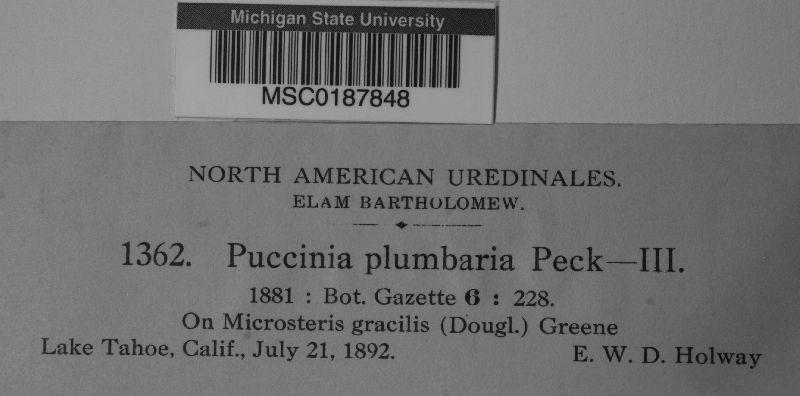 Michigan State University
MSC0187848
NORTH AMERICAN UREDINALES.
ELAM BARTHOLOMEW.
1362. Puccinia plumbaria Peck—III.
1881 : Bot. Gazette 6 : 228.
On Microsteris gracilis (Dougl.) Greene
Lake Tahoe, Calif., July 21, 1892. E. W. D. Holway